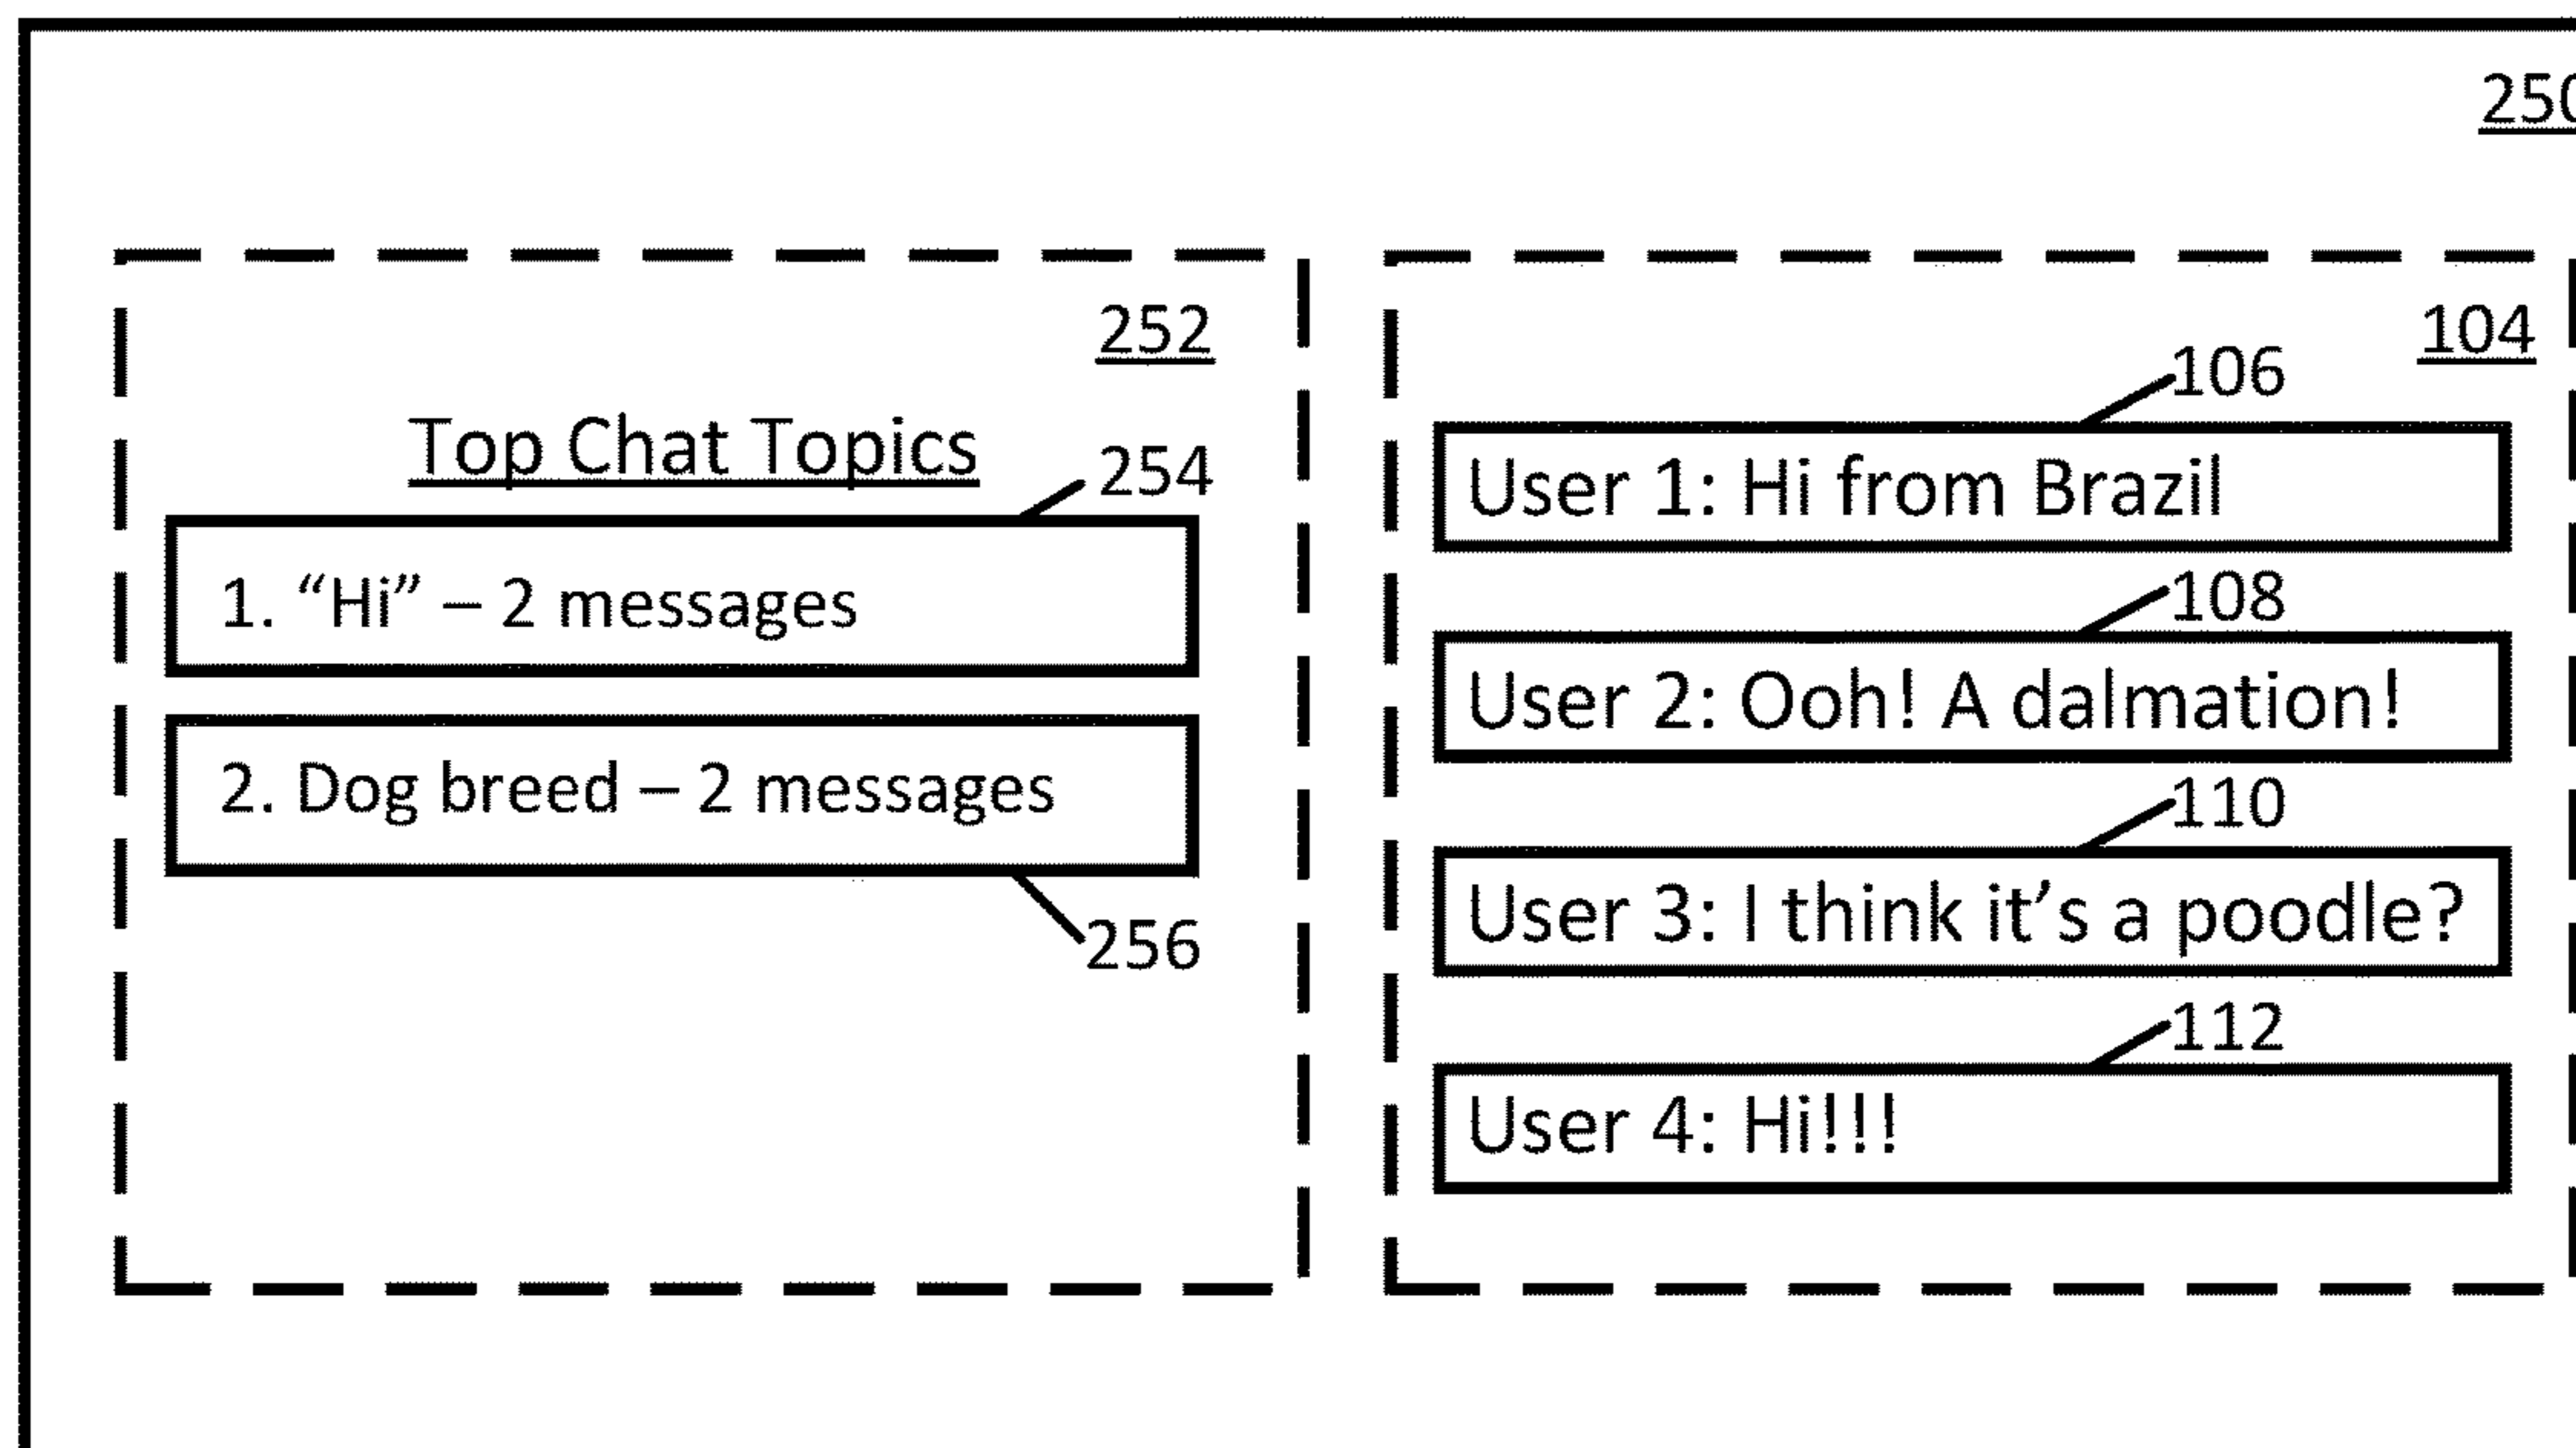 250
252
Top Chat Topics
254
1. “Hi” – 2 messages
2. Dog breed – 2 messages
256
104
106
User 1: Hi from Brazil
108
User 2: Ooh! A dalmation!
110
User 3: I think it’s a poodle?
112
User 4: Hi!!!